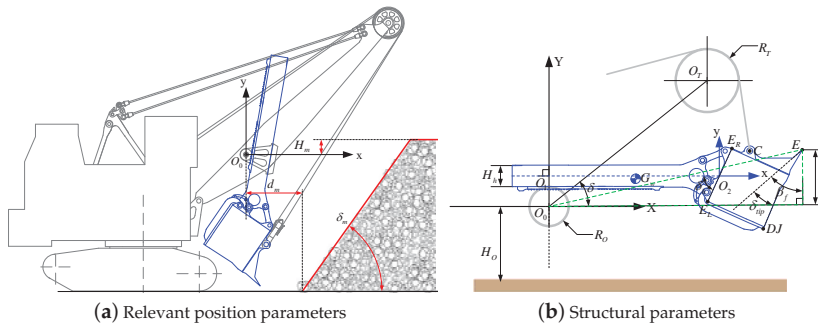 y
H_m
O_0
x
d_m
δ_m
(a) Relevant position parameters
R_T
O_T
Y
y
E_R
C
E
H_h
G
x
O_2
δ
β_f
δ_tip
E_L
O_0
X
DJ
R_O
H_O
(b) Structural parameters